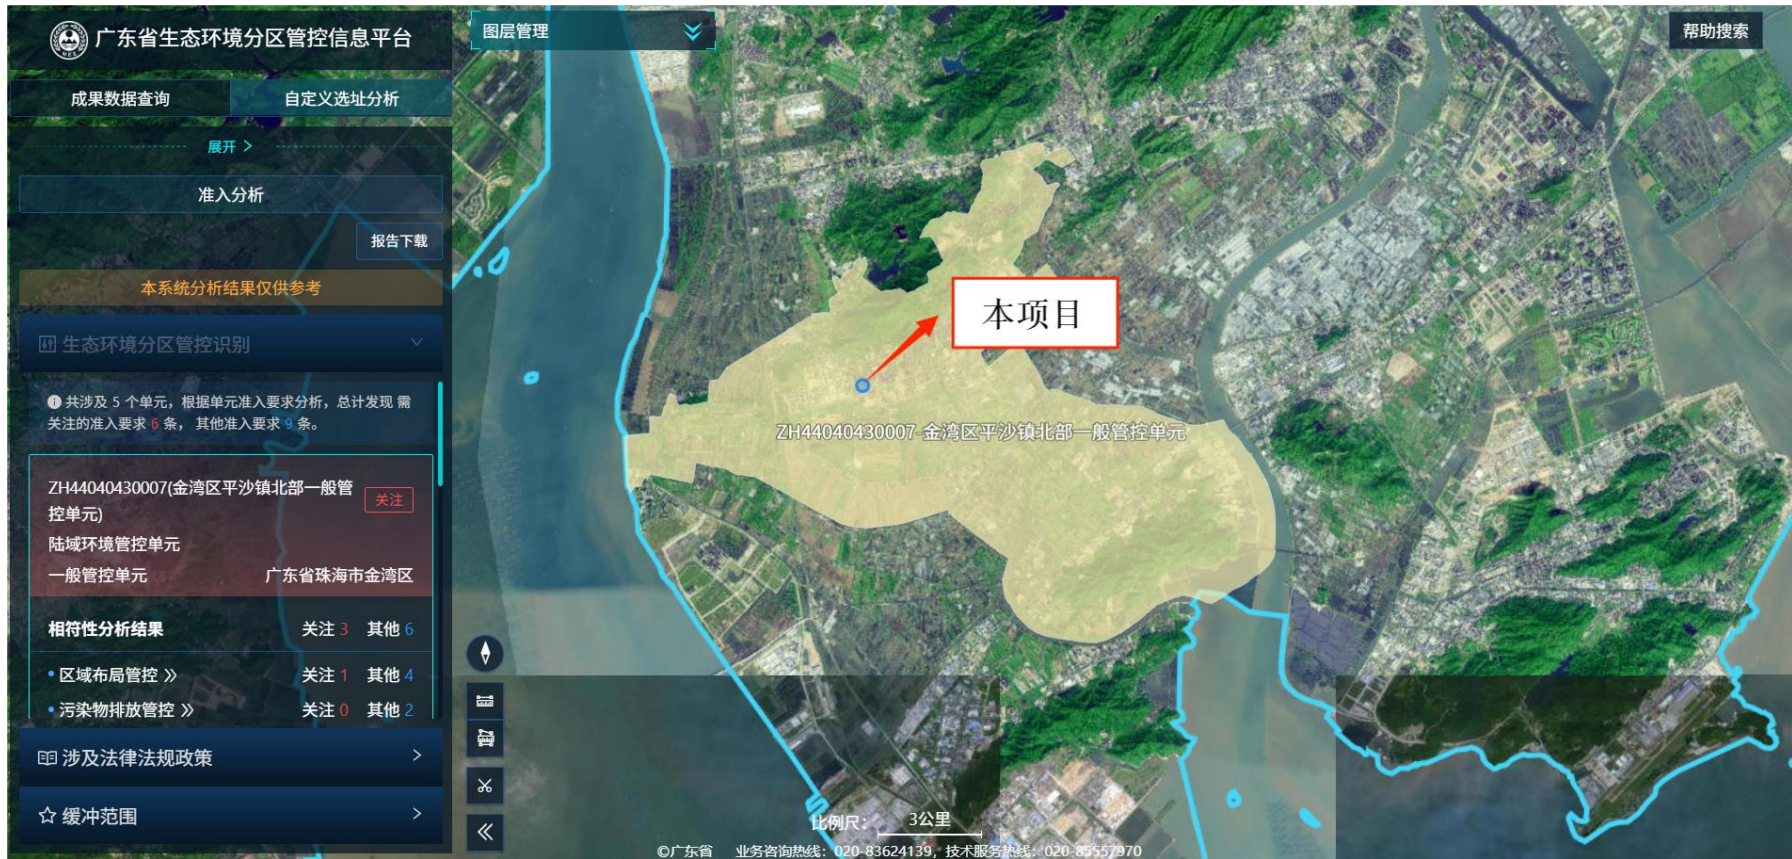 广东省生态环境分区管控信息平台
成果数据查询
自定义选址分析
展开 >
准入分析
报告下载
本系统分析结果仅供参考
生态环境分区管控识别
共涉及 5 个单元，根据单元准入要求分析，总计发现 需
关注的准入要求 6 条， 其他准入要求 9 条。
ZH44040430007(金湾区平沙镇北部一般管
控单元)
关注
陆域环境管控单元
一般管控单元
广东省珠海市金湾区
相符性分析结果 关注 3 其他 6
• 区域布局管控 » 关注 1 其他 4
• 污染物排放管控 » 关注 0 其他 2
涉及法律法规政策 >
缓冲范围 >
图层管理
帮助搜索
本项目
ZH44040430007-金湾区平沙镇北部一般管控单元
比例尺： 3公里
©广东省 业务咨询热线：020-83624139，技术服务热线：020-85557970